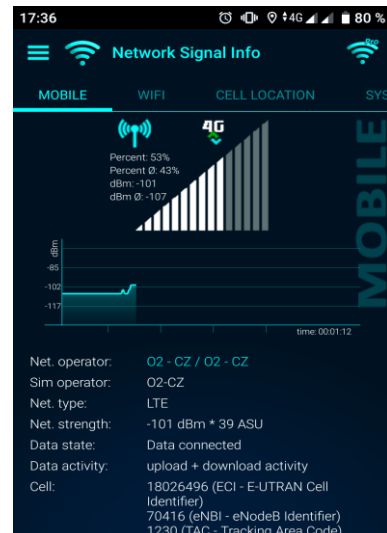 17:36 4G 80 %
Network Signal Info Pro
MOBILE WIFI CELL LOCATION SYS
4G
Percent: 53%
Percent Ø: 43%
dBm: -101
dBm Ø: -107
MOBILE
dBm
-85
-102
-117
time: 00:01:12
Net. operator: O2 - CZ / O2 - CZ
Sim operator: O2-CZ
Net. type: LTE
Net. strength: -101 dBm * 39 ASU
Data state: Data connected
Data activity: upload + download activity
Cell: 18026496 (ECI - E-UTRAN Cell
Identifier)
70416 (eNBI - eNodeB Identifier)
1230 (TAC - Tracking Area Code)